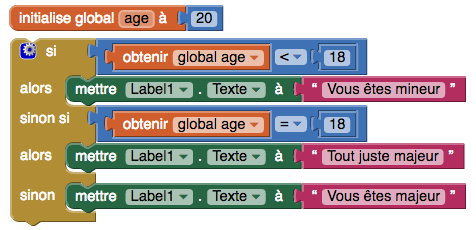 initialise global age à 20
si obtenir global age < 18
alors mettre Label1 . Texte à " Vous êtes mineur "
sinon si obtenir global age = 18
alors mettre Label1 . Texte à " Tout juste majeur "
sinon mettre Label1 . Texte à " Vous êtes majeur "